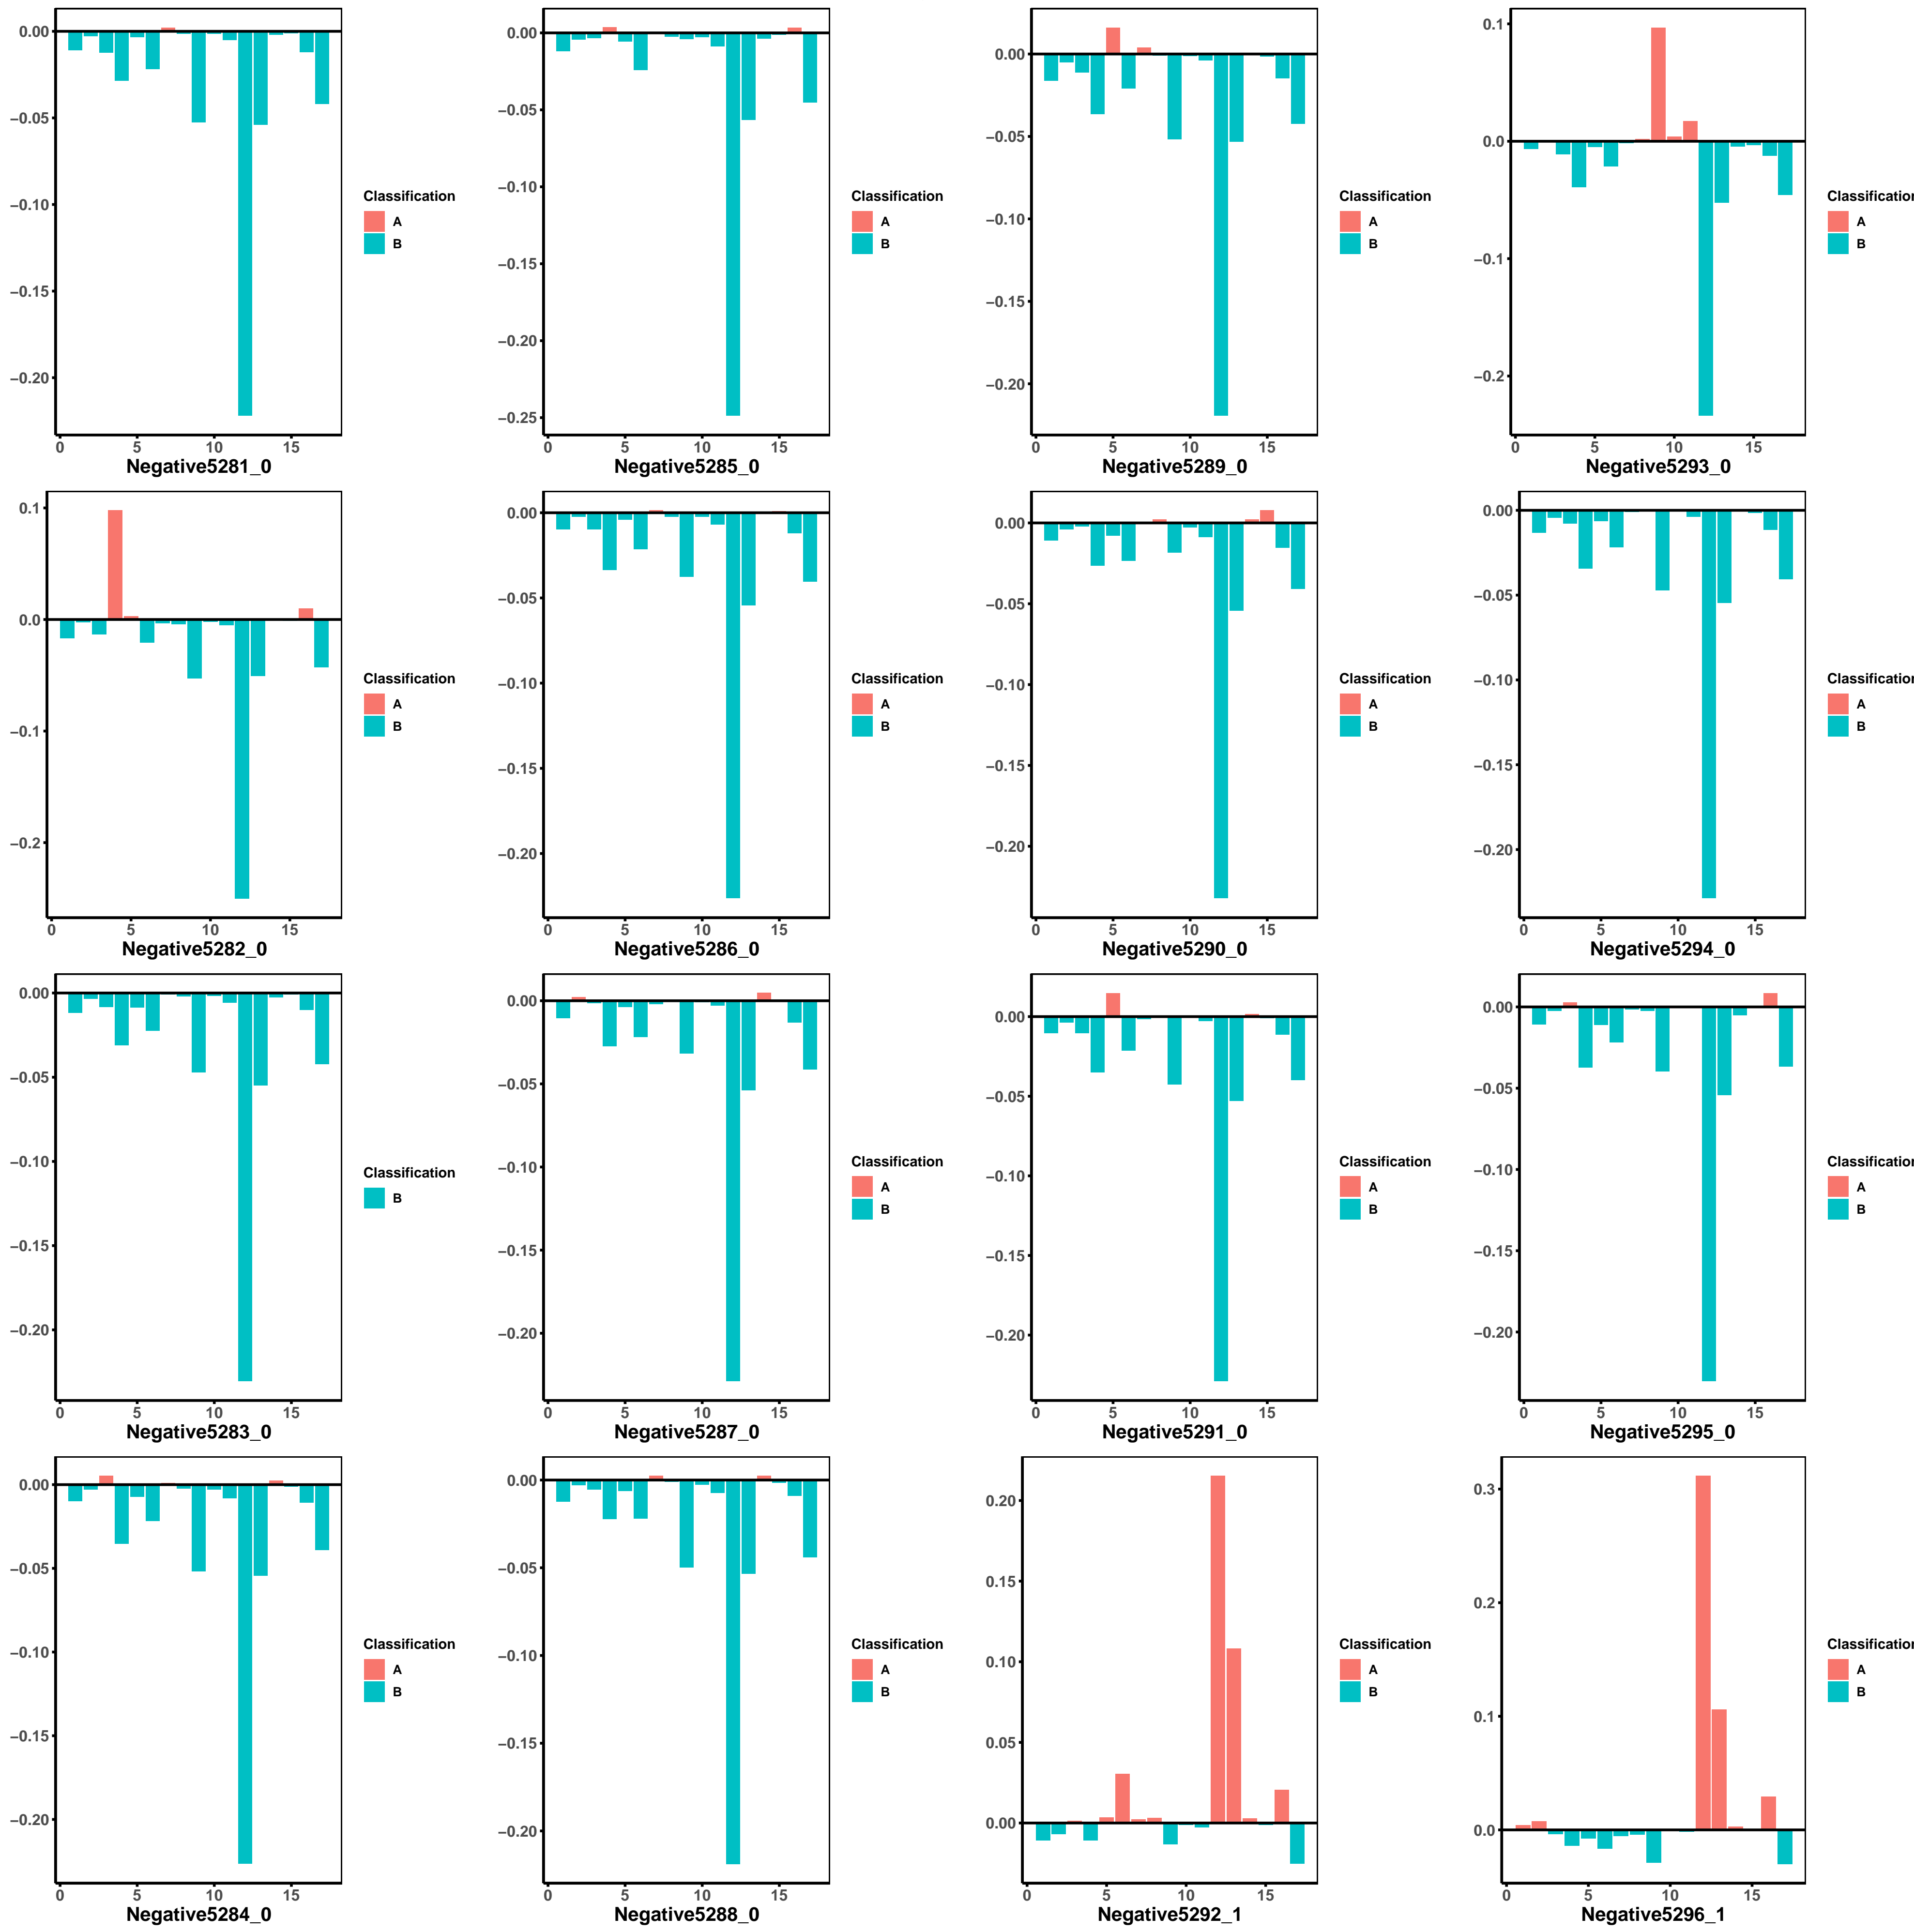 0.00
−0.05
−0.10
−0.15
−0.20
0 5 10 15
Negative5281_0
Classification
A
B
0.00
−0.05
−0.10
−0.15
−0.20
−0.25
0 5 10 15
Negative5285_0
Classification
A
B
0.00
−0.05
−0.10
−0.15
−0.20
0 5 10 15
Negative5289_0
Classification
A
B
0.1
0.0
−0.1
−0.2
0 5 10 15
Negative5293_0
Classification
A
B
0.1
0.0
−0.1
−0.2
0 5 10 15
Negative5282_0
Classification
A
B
0.00
−0.05
−0.10
−0.15
−0.20
0 5 10 15
Negative5286_0
Classification
A
B
0.00
−0.05
−0.10
−0.15
−0.20
0 5 10 15
Negative5290_0
Classification
A
B
0.00
−0.05
−0.10
−0.15
−0.20
0 5 10 15
Negative5294_0
Classification
A
B
0.00
−0.05
−0.10
−0.15
−0.20
0 5 10 15
Negative5283_0
Classification
B
0.00
−0.05
−0.10
−0.15
−0.20
0 5 10 15
Negative5287_0
Classification
A
B
0.00
−0.05
−0.10
−0.15
−0.20
0 5 10 15
Negative5291_0
Classification
A
B
0.00
−0.05
−0.10
−0.15
−0.20
0 5 10 15
Negative5295_0
Classification
A
B
0.00
−0.05
−0.10
−0.15
−0.20
0 5 10 15
Negative5284_0
Classification
A
B
0.00
−0.05
−0.10
−0.15
−0.20
0 5 10 15
Negative5288_0
Classification
A
B
0.20
0.15
0.10
0.05
0.00
0 5 10 15
Negative5292_1
Classification
A
B
0.3
0.2
0.1
0.0
0 5 10 15
Negative5296_1
Classification
A
B